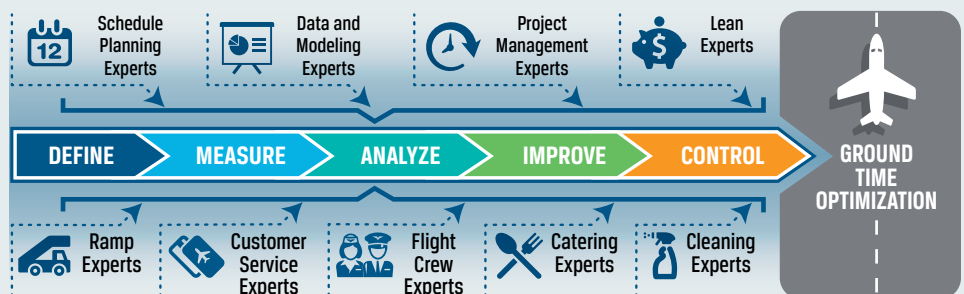 12
Schedule
Planning
Experts
Data and
Modeling
Experts
Project
Management
Experts
$
Lean
Experts
DEFINE
MEASURE
ANALYZE
IMPROVE
CONTROL
GROUND
TIME
OPTIMIZATION
Ramp
Experts
Customer
Service
Experts
Flight
Crew
Experts
Catering
Experts
Cleaning
Experts